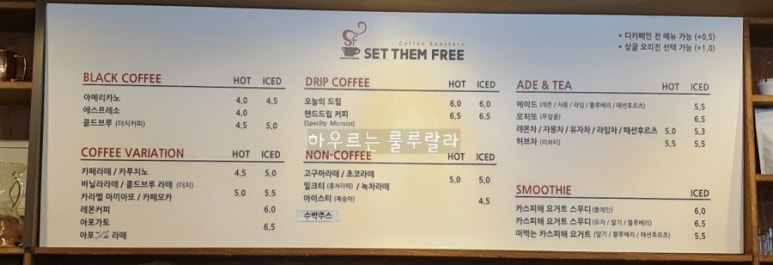 SF
Coffee Roasters
SET THEM FREE
* 디카페인 전 메뉴 가능 (+0.5)
* 싱글 오리진 선택 가능 (+1.0)
BLACK COFFEE HOT ICED
아메리카노 4,0 4,5
에스프레소 4,0
콜드브루 (더치커피) 4,5 5,0
COFFEE VARIATION HOT ICED
카페라떼 / 카푸치노 4,5 5,0
바닐라라떼 / 콜드브루 라떼 (더치)
카라멜 마끼아또 / 카페모카 5,0 5,5
레몬커피 6,0
아포가토
라떼 6,5
DRIP COFFEE HOT ICED
오늘의 드립 6,0 6,0
핸드드립 커피 6,5 6,5
(Specilty Microlot)
하우르는 룰루랄라
NON-COFFEE HOT ICED
고구마라떼 / 초코라떼
밀크티 (홍차라떼) / 녹차라떼 5,0 5,0
아이스티 (복숭아) 4,5
수박주스
ADE & TEA ICED
에이드 (레몬 / 자몽 / 라임 / 블루베리 / 패션후르츠) 5,5
모히또 (무알콜) 6,0
레몬차 / 자몽차 / 유자차 / 라임차 / 패션후르츠 5,0 5,3
허브차 (리쉬티) 5,5 5,5
SMOOTHIE ICED
카스피해 요거트 스무디 (플레인) 6,0
카스피해 요거트 스무디 (유자 / 딸기 / 블루베리) 6,5
떠먹는 카스피해 요거트 (딸기 / 블루베리 / 패션후르츠) 5,5